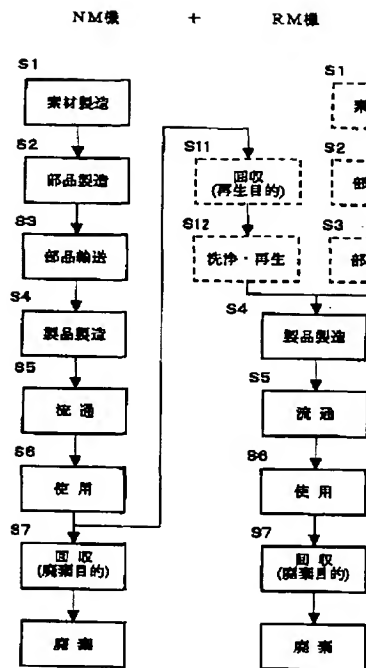 NM機 + RM機
S1
素材製造
S2
部品製造
S3
部品輸送
S4
製品製造
S5
流通
S6
使用
S7
回収
(廃棄目的)
廃棄
S11
回収
(再生目的)
S12
洗浄・再生
S4
製品製造
S5
流通
S6
使用
S7
回収
(廃棄目的)
廃棄
S1
素
S2
部
S3
部